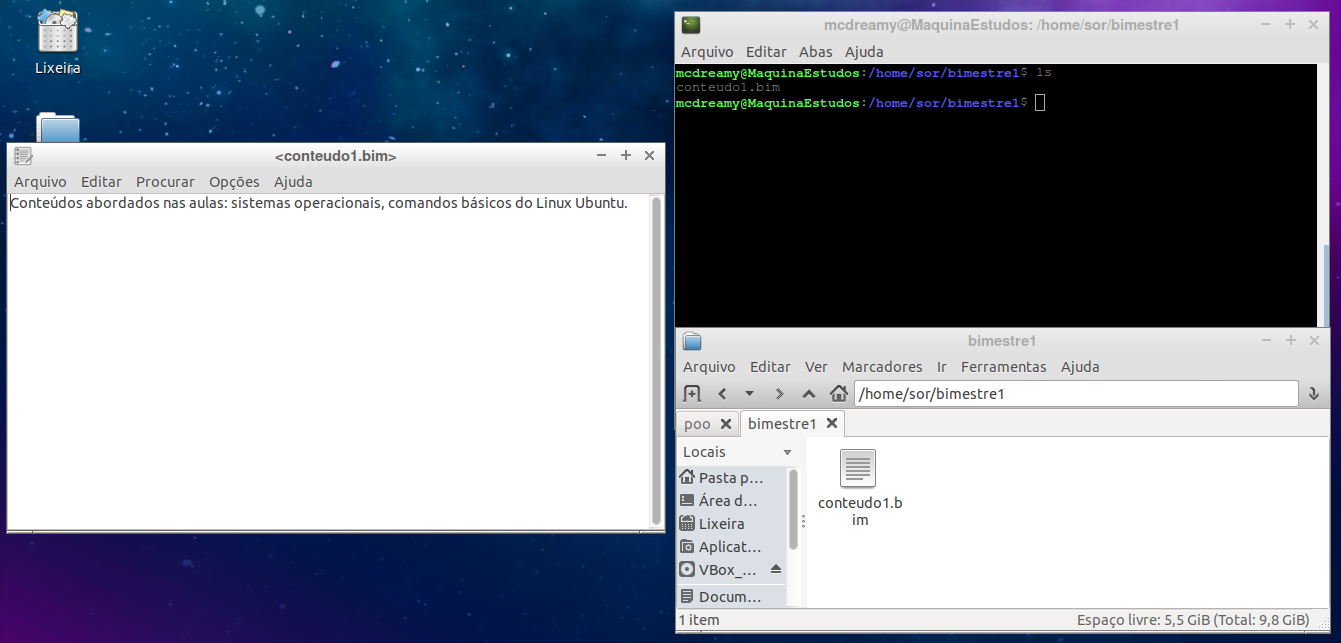 Lixeira
<conteudo1.bim>
Arquivo Editar Procurar Opções Ajuda
Conteúdos abordados nas aulas: sistemas operacionais, comandos básicos do Linux Ubuntu.
mcdreamy@MaquinaEstudos: /home/sor/bimestre1
Arquivo Editar Abas Ajuda
mcdreamy@MaquinaEstudos:/home/sor/bimestre1$ ls
conteudo1.bim
mcdreamy@MaquinaEstudos:/home/sor/bimestre1$
bimestre1
Arquivo Editar Ver Marcadores Ir Ferramentas Ajuda
/home/sor/bimestre1
poo bimestre1
Locais
Pasta p...
Área d...
Lixeira
Aplicat...
VBox_...
Docum...
conteudo1.b
im
1 item Espaço livre: 5,5 GiB (Total: 9,8 GiB)